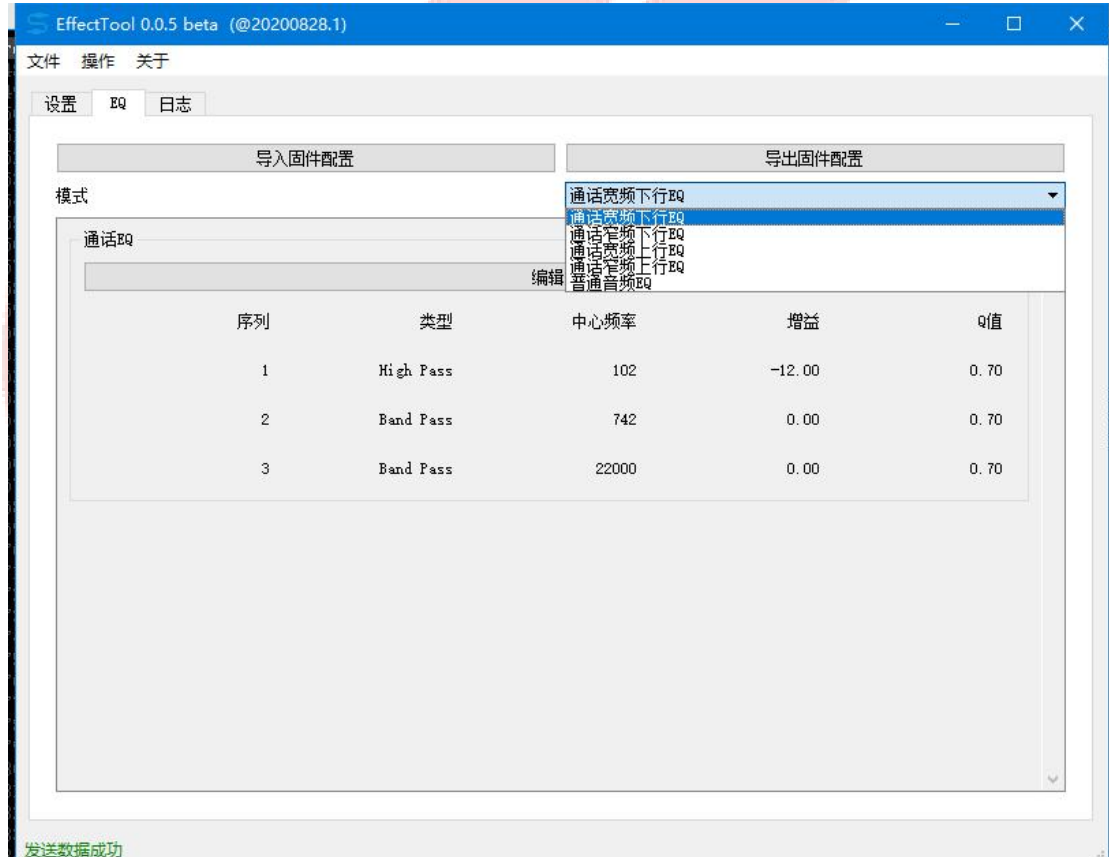 EffectTool 0.0.5 beta (@20200828.1)
文件 操作 关于
设置 EQ 日志
导入固件配置 导出固件配置
模式 通话宽频下行EQ
通话宽频下行EQ
通话窄频下行EQ
通话宽频上行EQ
通话窄频上行EQ
普通音频EQ
通话EQ
编辑
序列 类型 中心频率 增益 Q值
1 High Pass 102 -12.00 0.70
2 Band Pass 742 0.00 0.70
3 Band Pass 22000 0.00 0.70
发送数据成功